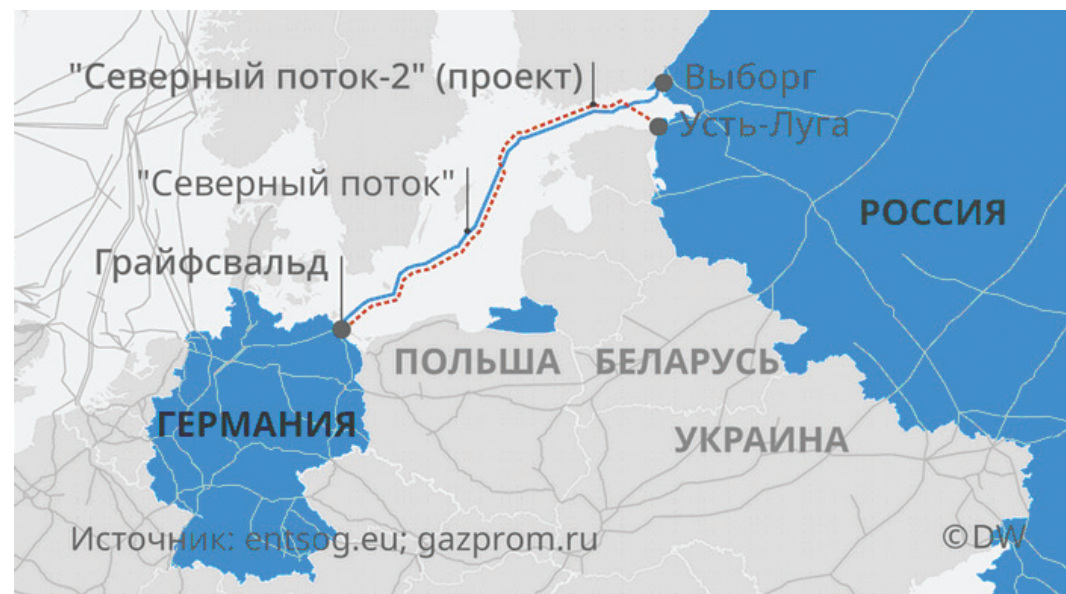 "Северный поток-2" (проект)
Выборг
Усть-Луга
"Северный поток"
РОССИЯ
Грайфсвальд
ПОЛЬША
БЕЛАРУСЬ
ГЕРМАНИЯ
УКРАИНА
Источник: entsog.eu; gazprom.ru
©DW